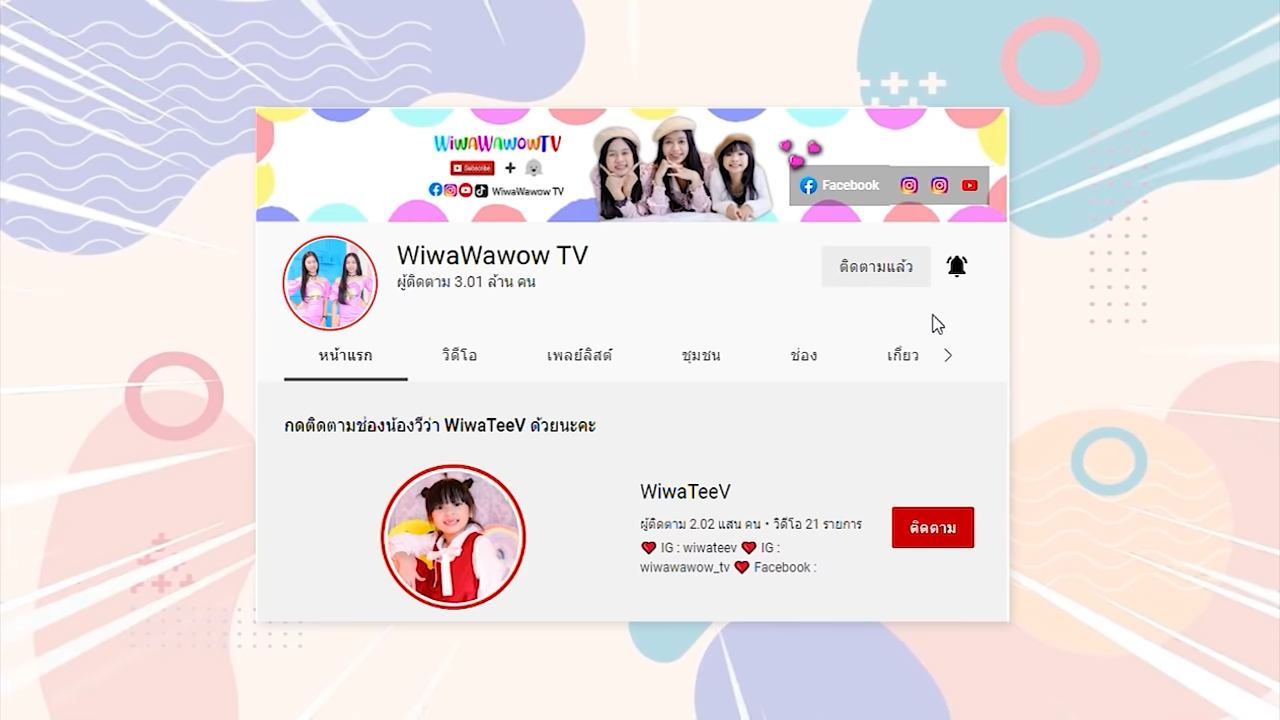 WiwaWawowTV
Subscribe +
WiwaWawow TV
Facebook
WiwaWawow TV
ผู้ติดตาม 3.01 ล้าน คน
ติดตามแล้ว
หน้าแรก วิดีโอ เพลย์ลิสต์ ชุมชน ช่อง เกี่ยว
กดติดตามช่องน้องวีว่า WiwaTeeV ด้วยนะคะ
WiwaTeeV
ผู้ติดตาม 2.02 แสน คน • วิดีโอ 21 รายการ
IG : wiwateev IG :
wiwawawow_tv Facebook :
ติดตาม